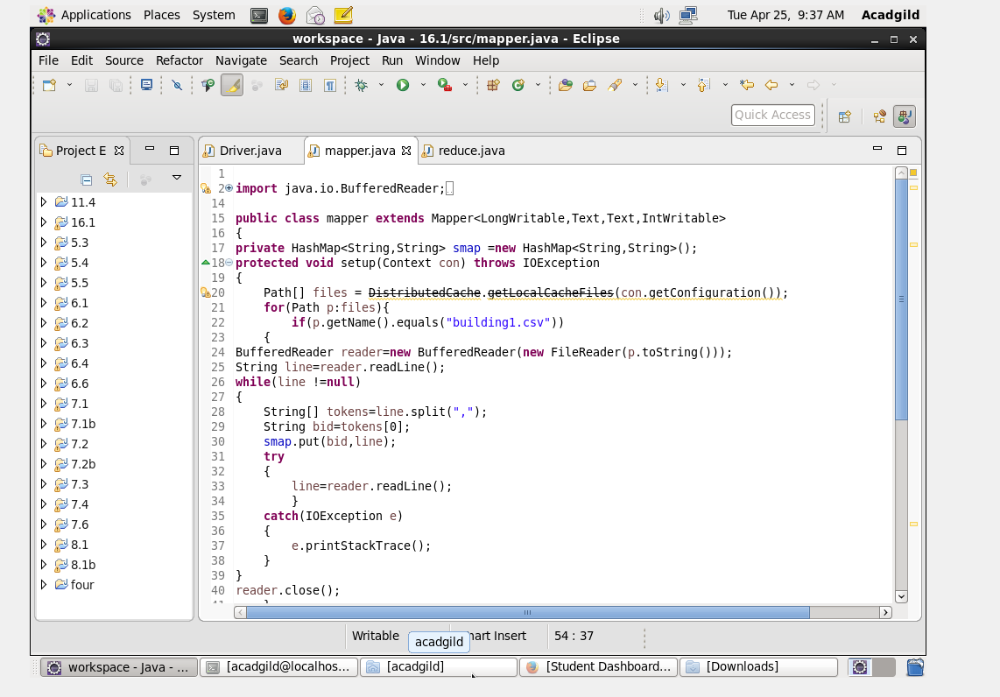 Applications Places System Tue Apr 25, 9:37 AM Acadgild
workspace - Java - 16.1/src/mapper.java - Eclipse
File Edit Source Refactor Navigate Search Project Run Window Help
Quick Access
Project E
Driver.java mapper.java reduce.java
11.4
16.1
5.3
5.4
5.5
6.1
6.2
6.3
6.4
6.6
7.1
7.1b
7.2
7.2b
7.3
7.4
7.6
8.1
8.1b
four
1
2 import java.io.BufferedReader;
14
15 public class mapper extends Mapper<LongWritable,Text,Text,IntWritable>
16 {
17 private HashMap<String,String> smap =new HashMap<String,String>();
18 protected void setup(Context con) throws IOException
19 {
20 Path[] files = DistributedCache.getLocalCacheFiles(con.getConfiguration());
21 for(Path p:files){
22 if(p.getName().equals("building1.csv"))
23 {
24 BufferedReader reader=new BufferedReader(new FileReader(p.toString()));
25 String line=reader.readLine();
26 while(line !=null)
27 {
28 String[] tokens=line.split(",");
29 String bid=tokens[0];
30 smap.put(bid,line);
31 try
32 {
33 line=reader.readLine();
34 }
35 catch(IOException e)
36 {
37 e.printStackTrace();
38 }
39 }
40 reader.close();
Writable Insert 54 : 37
acadgild
workspace - Java - ... [acadgild@localhos... [acadgild] [Student Dashboard... [Downloads]